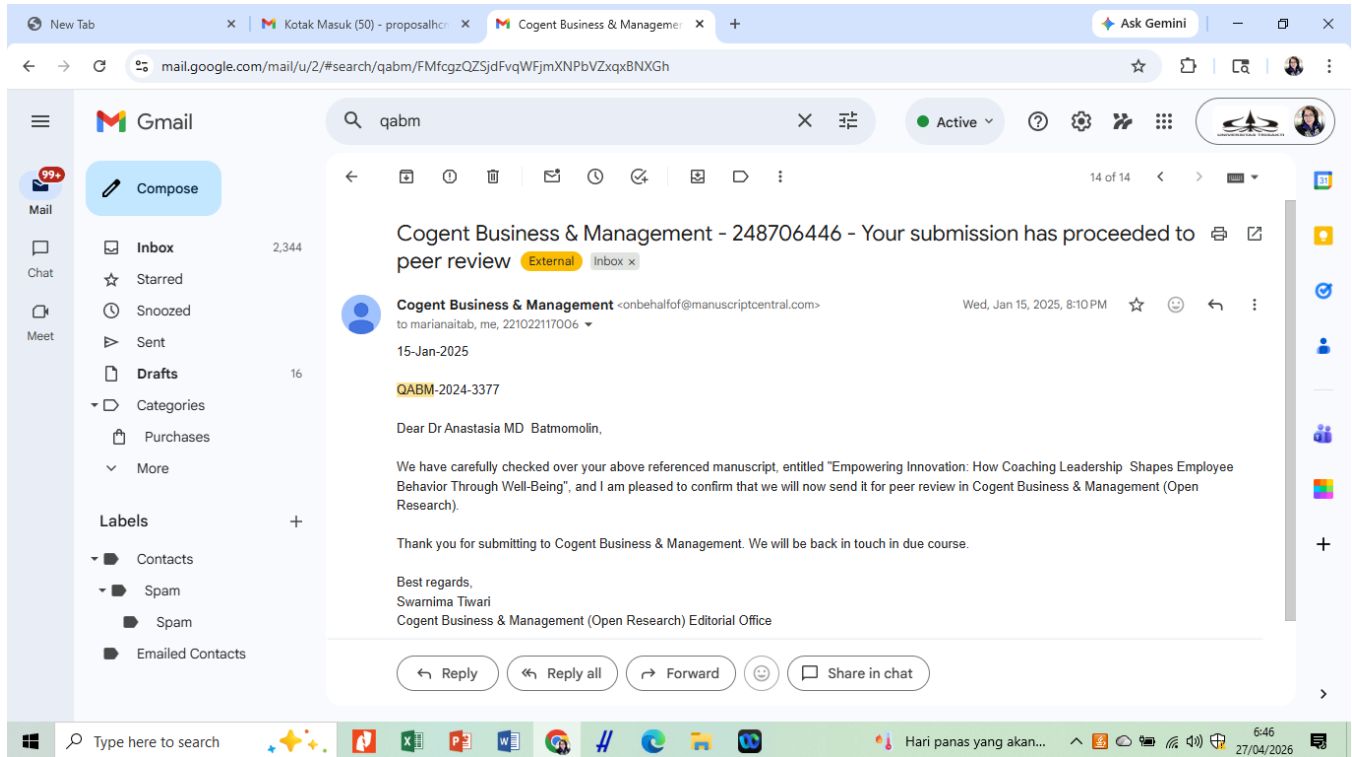 New Tab
Kotak Masuk (50) - proposalhcr
Cogent Business & Managemen
Ask Gemini
mail.google.com/mail/u/2/#search/qabm/FMfcgzQZSjdFvqWFjmXNPbVZxqxBNXGh
Gmail
qabm
Active
99+
Mail
Chat
Meet
Compose
Inbox 2,344
Starred
Snoozed
Sent
Drafts 16
Categories
Purchases
More
Labels
Contacts
Spam
Spam
Emailed Contacts
14 of 14
Cogent Business & Management - 248706446 - Your submission has proceeded to
peer review External Inbox x
Cogent Business & Management <onbehalfof@manuscriptcentral.com> Wed, Jan 15, 2025, 8:10 PM
to marianaitab, me, 221022117006
15-Jan-2025
QABM-2024-3377
Dear Dr Anastasia MD Batmomolin,
We have carefully checked over your above referenced manuscript, entitled "Empowering Innovation: How Coaching Leadership Shapes Employee
Behavior Through Well-Being", and I am pleased to confirm that we will now send it for peer review in Cogent Business & Management (Open
Research).
Thank you for submitting to Cogent Business & Management. We will be back in touch in due course.
Best regards,
Swarnima Tiwari
Cogent Business & Management (Open Research) Editorial Office
Reply
Reply all
Forward
Share in chat
31
Type here to search
Hari panas yang akan...
6:46
27/04/2026